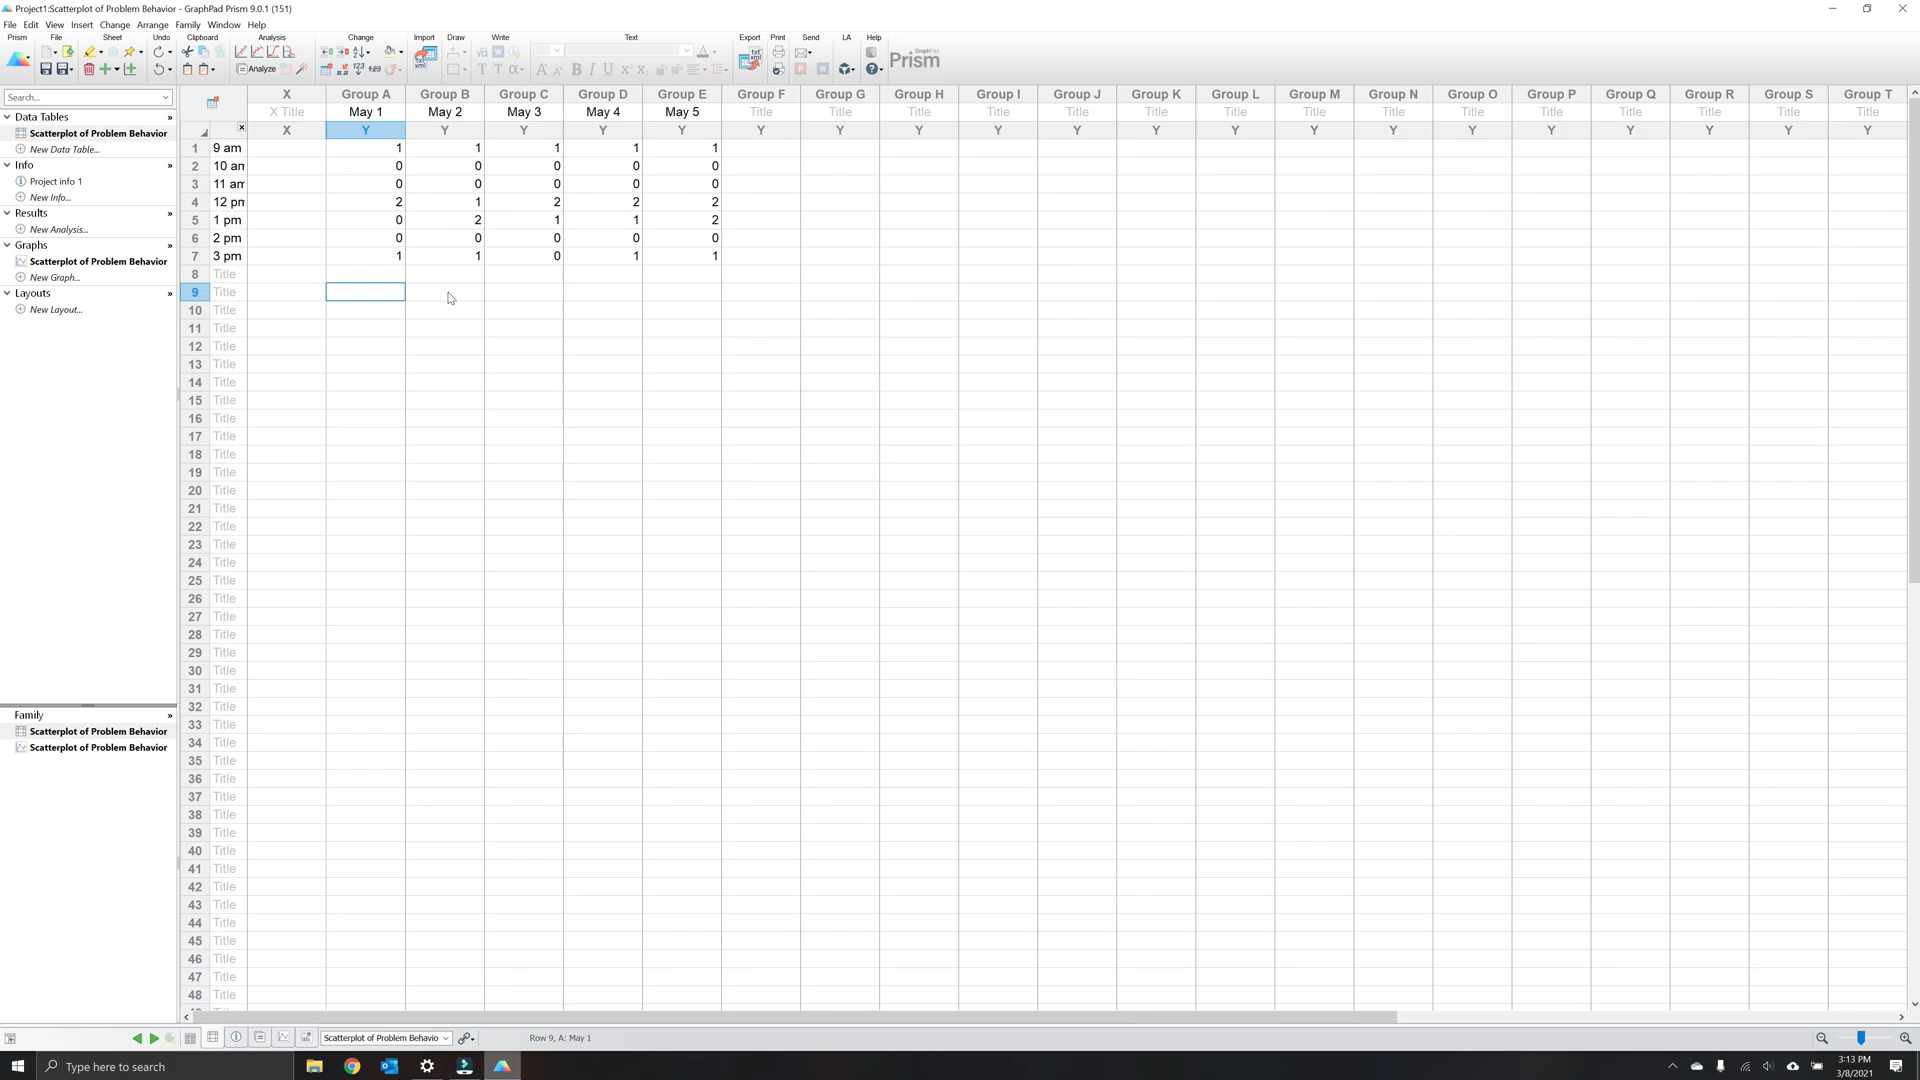 Project1:Scatterplot of Problem Behavior - GraphPad Prism 9.0.1 (151)
File Edit View Insert Change Arrange Family Window Help
Prism File Sheet Undo Clipboard Analysis Change Import Draw Write Text Export Print Send LA Help
Analyze
GraphPad
Prism
Search...
Data Tables »
Scatterplot of Problem Behavior
New Data Table...
Info »
Project info 1
New Info...
Results »
New Analysis...
Graphs »
Scatterplot of Problem Behavior
New Graph...
Layouts »
New Layout...
Family »
Scatterplot of Problem Behavior
Scatterplot of Problem Behavior
X Group A Group B Group C Group D Group E Group F Group G Group H Group I Group J Group K Group L Group M Group N Group O Group P Group Q Group R Group S Group T
X Title May 1 May 2 May 3 May 4 May 5 Title Title Title Title Title Title Title Title Title Title Title Title Title Title Title
X Y Y Y Y Y Y Y Y Y Y Y Y Y Y Y Y Y Y Y Y
1 9 am 1 1 1 1 1
2 10 am 0 0 0 0 0
3 11 am 0 0 0 0 0
4 12 pm 2 1 2 2 2
5 1 pm 0 2 1 1 2
6 2 pm 0 0 0 0 0
7 3 pm 1 1 0 1 1
8 Title
9 Title
10 Title
11 Title
12 Title
13 Title
14 Title
15 Title
16 Title
17 Title
18 Title
19 Title
20 Title
21 Title
22 Title
23 Title
24 Title
25 Title
26 Title
27 Title
28 Title
29 Title
30 Title
31 Title
32 Title
33 Title
34 Title
35 Title
36 Title
37 Title
38 Title
39 Title
40 Title
41 Title
42 Title
43 Title
44 Title
45 Title
46 Title
47 Title
48 Title
Scatterplot of Problem Behavio
Row 9, A: May 1
Type here to search
3:13 PM
3/8/2021